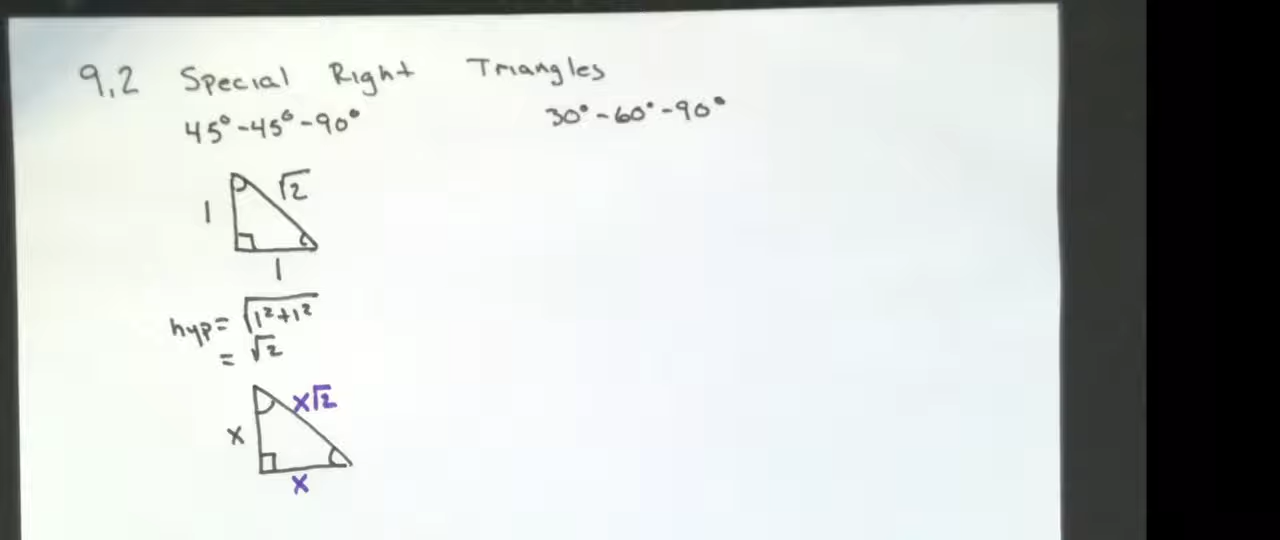 9.2 Special Right Triangles
45°-45°-90°
30°-60°-90°
1
√2
1
hyp = √1²+1²
= √2
x√2
x
x